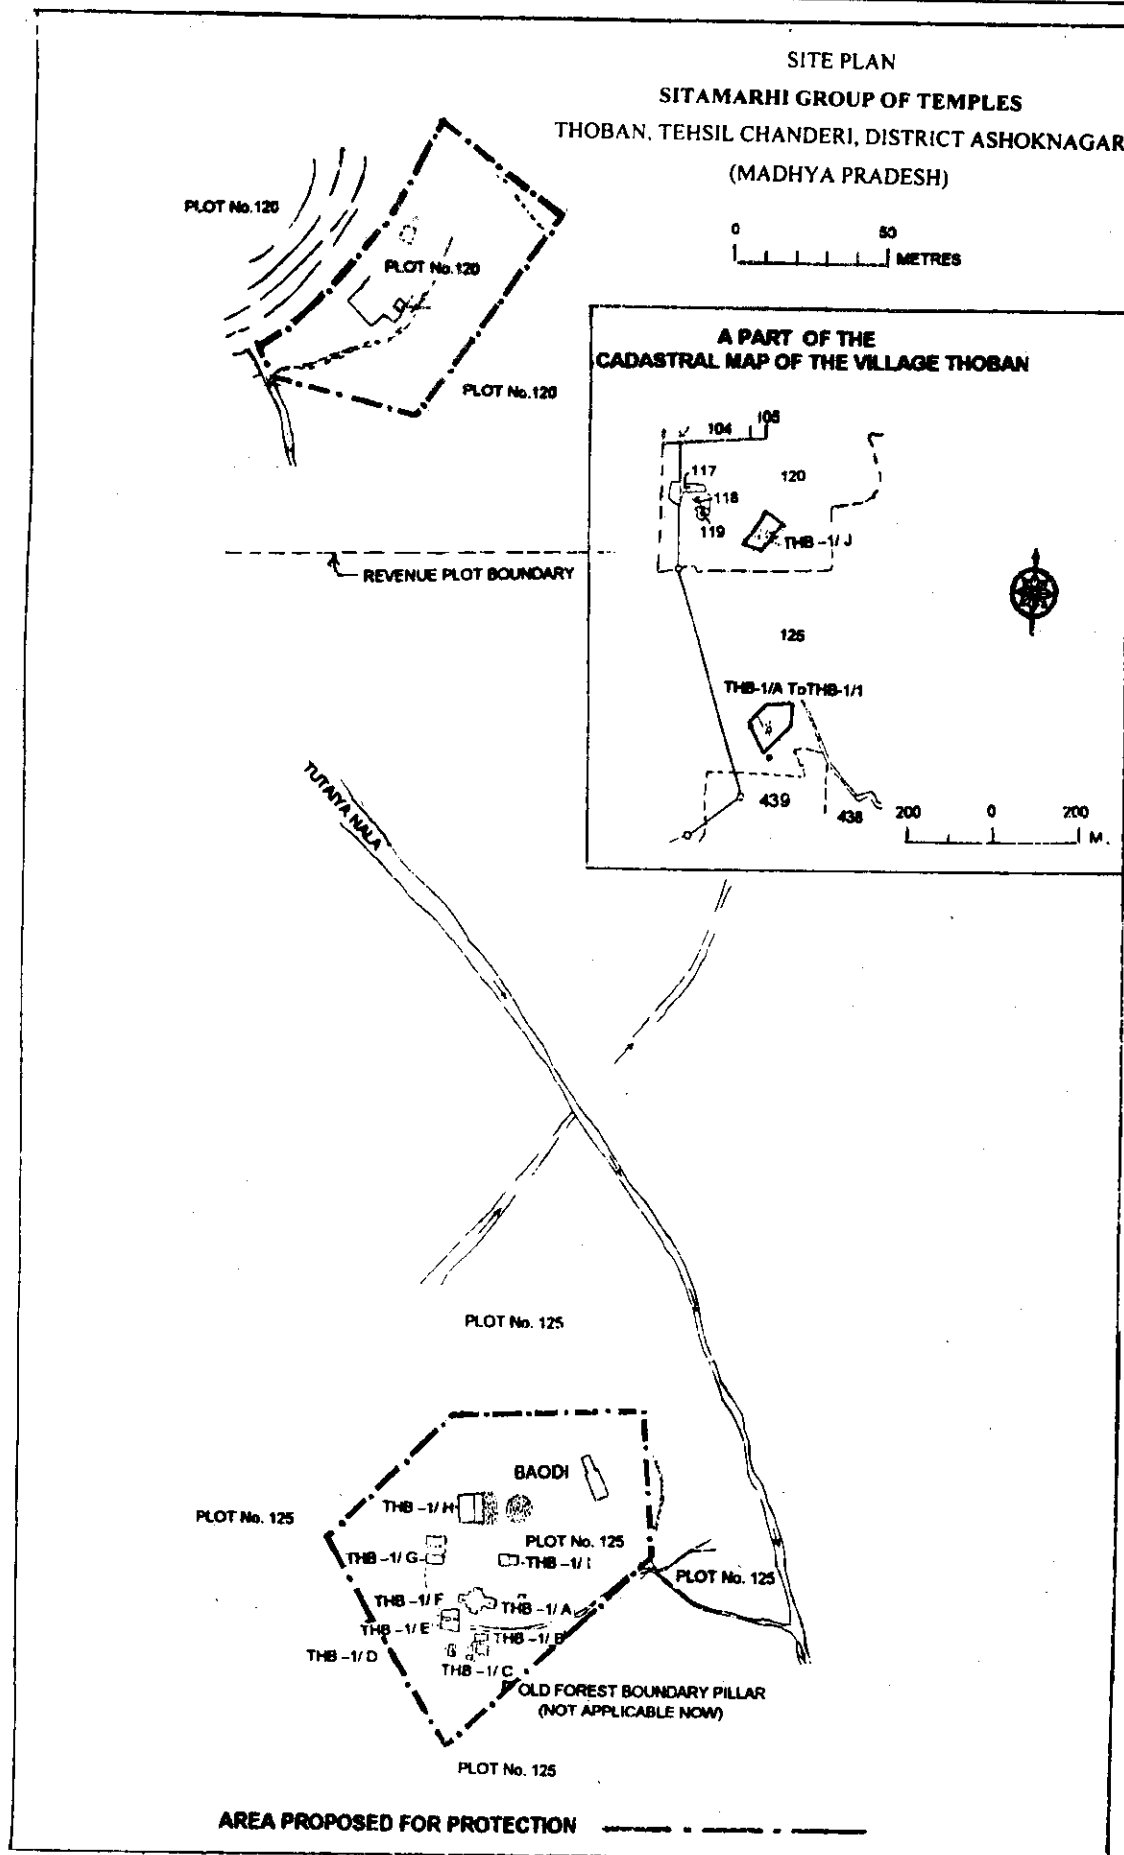 SITE PLAN
SITAMARHI GROUP OF TEMPLES
THOBAN, TEHSIL CHANDERI, DISTRICT ASHOKNAGAR
(MADHYA PRADESH)
0 50
METRES
PLOT No.120
PLOT No.120
PLOT No.120
A PART OF THE
CADASTRAL MAP OF THE VILLAGE THOBAN
104 105
117
120
118
119
THB -1/ J
REVENUE PLOT BOUNDARY
125
THB-1/A To THB-1/1
439
438
200 0 200
M.
TUTAIYA NALA
PLOT No. 125
BAODI
THB -1/ H
PLOT No. 125
PLOT No. 125
THB -1/ G
THB -1/ I
PLOT No. 125
THB -1/ F
THB -1/ A
THB -1/ E
THB -1/ B
THB -1/ D
THB -1/ C
OLD FOREST BOUNDARY PILLAR
(NOT APPLICABLE NOW)
PLOT No. 125
AREA PROPOSED FOR PROTECTION